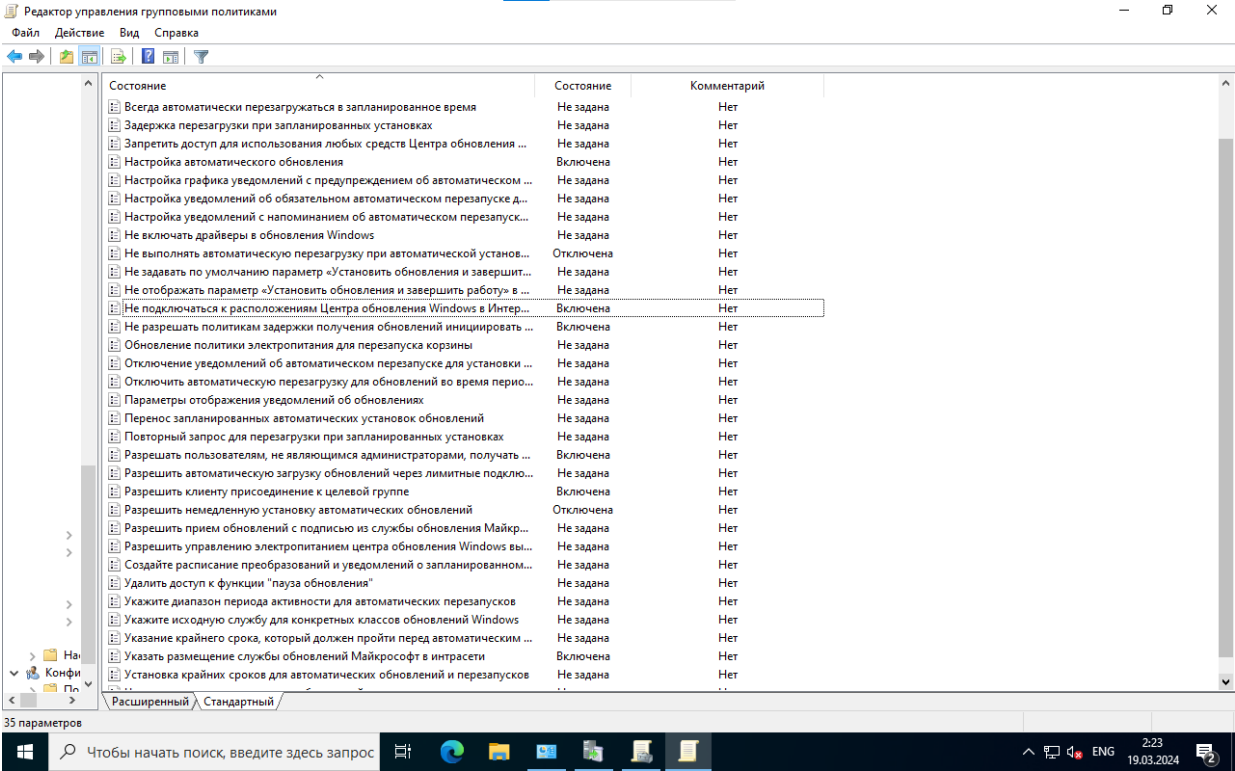 Редактор управления групповыми политиками
Файл Действие Вид Справка
Состояние Состояние Комментарий
Всегда автоматически перезагружаться в запланированное время Не задана Нет
Задержка перезагрузки при запланированных установках Не задана Нет
Запретить доступ для использования любых средств Центра обновления ... Не задана Нет
Настройка автоматического обновления Включена Нет
Настройка графика уведомлений с предупреждением об автоматическом ... Не задана Нет
Настройка уведомлений об обязательном автоматическом перезапуске д... Не задана Нет
Настройка уведомлений с напоминанием об автоматическом перезапуск... Не задана Нет
Не включать драйверы в обновления Windows Не задана Нет
Не выполнять автоматическую перезагрузку при автоматической установ... Отключена Нет
Не задавать по умолчанию параметр «Установить обновления и завершит... Не задана Нет
Не отображать параметр «Установить обновления и завершить работу» в ... Не задана Нет
Не подключаться к расположениям Центра обновления Windows в Интер... Включена Нет
Не разрешать политикам задержки получения обновлений инициировать ... Включена Нет
Обновление политики электропитания для перезапуска корзины Не задана Нет
Отключение уведомлений об автоматическом перезапуске для установки ... Не задана Нет
Отключить автоматическую перезагрузку для обновлений во время перио... Не задана Нет
Параметры отображения уведомлений об обновлениях Не задана Нет
Перенос запланированных автоматических установок обновлений Не задана Нет
Повторный запрос для перезагрузки при запланированных установках Не задана Нет
Разрешать пользователям, не являющимся администраторами, получать ... Включена Нет
Разрешить автоматическую загрузку обновлений через лимитные подклю... Не задана Нет
Разрешить клиенту присоединение к целевой группе Включена Нет
Разрешить немедленную установку автоматических обновлений Отключена Нет
Разрешить прием обновлений с подписью из службы обновления Майкр... Не задана Нет
Разрешить управлению электропитанием центра обновления Windows вы... Не задана Нет
Создайте расписание преобразований и уведомлений о запланированном... Не задана Нет
Удалить доступ к функции "пауза обновления" Не задана Нет
Укажите диапазон периода активности для автоматических перезапусков Не задана Нет
Укажите исходную службу для конкретных классов обновлений Windows Не задана Нет
Указание крайнего срока, который должен пройти перед автоматическим ... Не задана Нет
На Указать размещение службы обновлений Майкрософт в интрасети Включена Нет
Конфи Установка крайних сроков для автоматических обновлений и перезапусков Не задана Нет
Расширенный Стандартный
35 параметров
Чтобы начать поиск, введите здесь запрос
ENG
2:23
19.03.2024
2